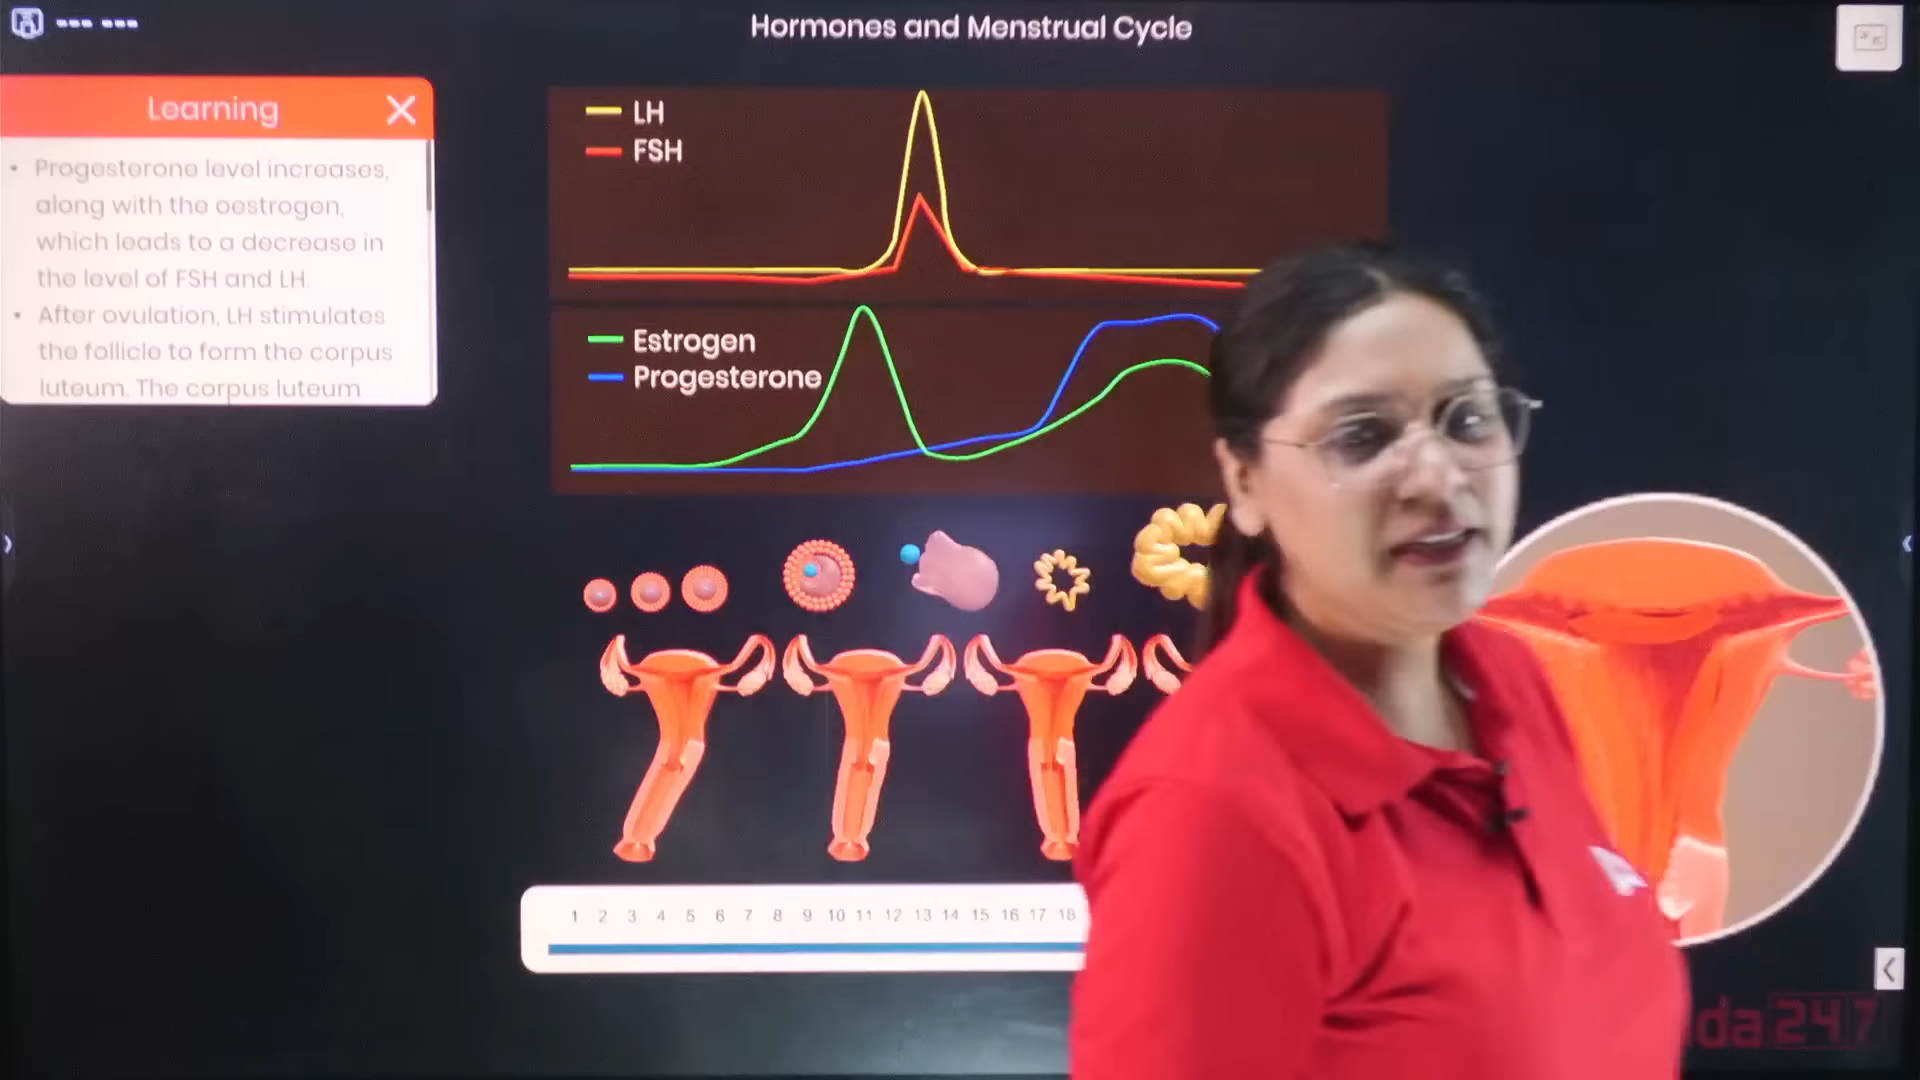 Hormones and Menstrual Cycle
Learning
• Progesterone level increases,
along with the oestrogen,
which leads to a decrease in
the level of FSH and LH.
• After ovulation, LH stimulates
the follicle to form the corpus
luteum. The corpus luteum
LH
FSH
Estrogen
Progesterone
1 2 3 4 5 6 7 8 9 10 11 12 13 14 15 16 17 18
da 247